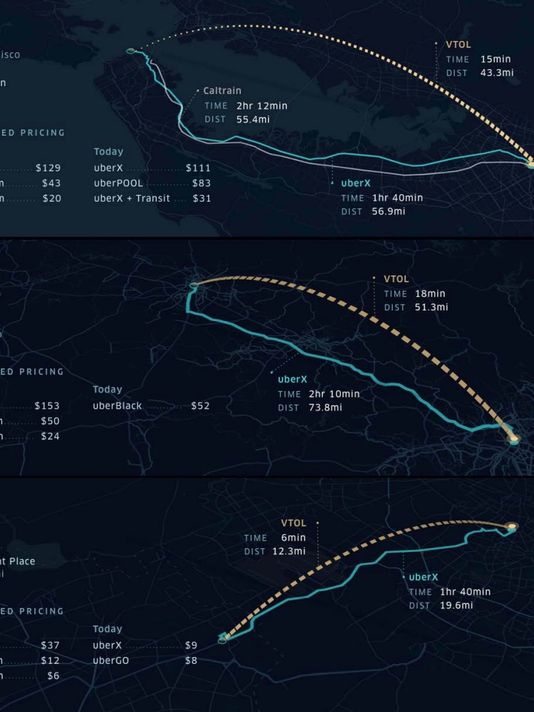 isco
n
VTOL
TIME 15min
DIST 43.3mi
Caltrain
TIME 2hr 12min
DIST 55.4mi
ED PRICING
Today
$129 uberX $111
m $43 uberPOOL $83
m $20 uberX + Transit $31
uberX
TIME 1hr 40min
DIST 56.9mi
VTOL
TIME 18min
DIST 51.3mi
ED PRICING
Today
$153 uberBlack $52
n $50
m $24
uberX
TIME 2hr 10min
DIST 73.8mi
VTOL
TIME 6min
DIST 12.3mi
nt Place
ni
uberX
TIME 1hr 40min
DIST 19.6mi
ED PRICING
Today
$37 uberX $9
m $12 uberGO $8
m $6